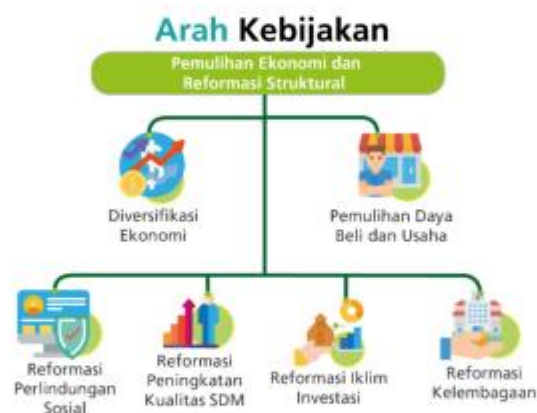 Arah Kebijakan
Pemulihan Ekonomi dan
Reformasi Struktural
Diversifikasi
Ekonomi
Pemulihan Daya
Beli dan Usaha
Reformasi
Perlindungan
Sosial
Reformasi
Peningkatan
Kualitas SDM
Reformasi Iklim
Investasi
Reformasi
Kelembagaan